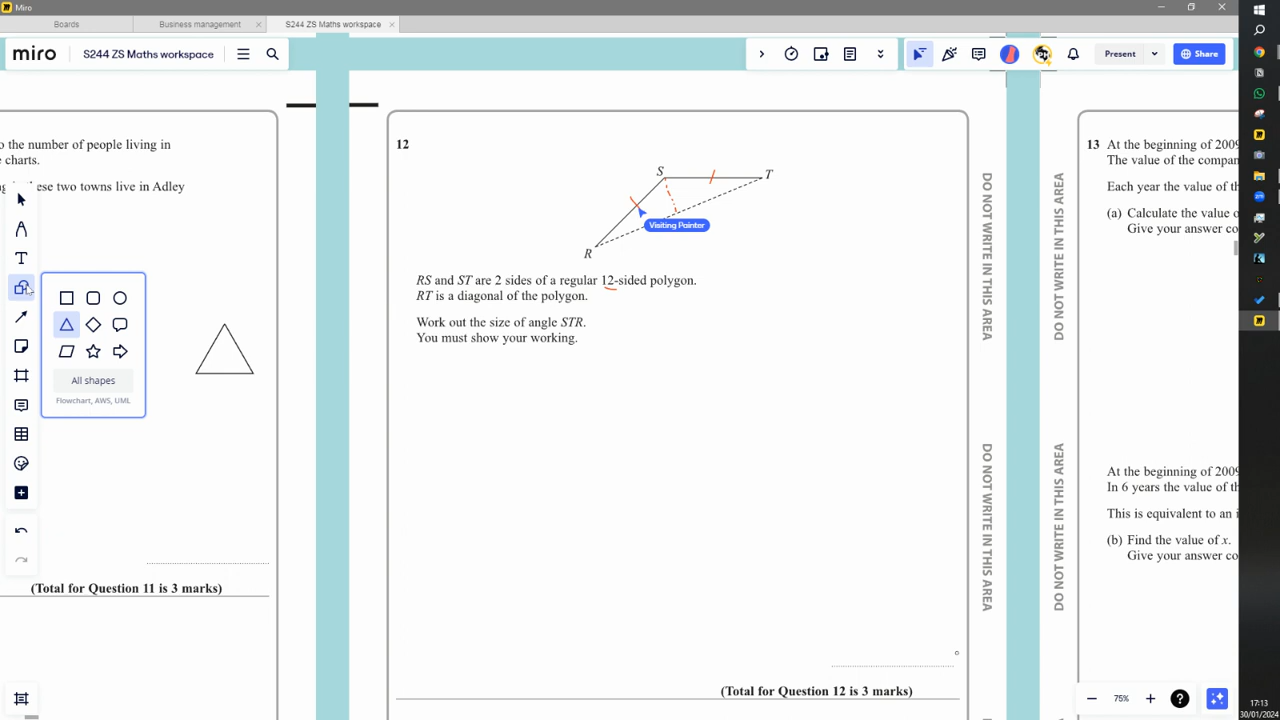 Miro
Boards
Business management
S244 ZS Maths workspace
miro
S244 ZS Maths workspace
Present
Share
o the number of people living in
e charts.
these two towns live in Adley
All shapes
Flowchart, AWS, UML
(Total for Question 11 is 3 marks)
12
S
T
R
Visiting Painter
RS and ST are 2 sides of a regular 12-sided polygon.
RT is a diagonal of the polygon.
Work out the size of angle STR.
You must show your working.
°
(Total for Question 12 is 3 marks)
DO NOT WRITE IN THIS AREA
DO NOT WRITE IN THIS AREA
DO NOT WRITE IN THIS AREA
DO NOT WRITE IN THIS AREA
13 At the beginning of 2009
The value of the compan
Each year the value of th
(a) Calculate the value o
Give your answer co
At the beginning of 2009
In 6 years the value of th
This is equivalent to an i
(b) Find the value of x.
Give your answer co
75%
17:13
30/01/2024